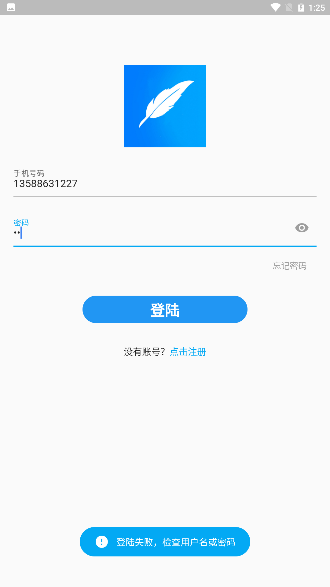 1:25
手机号码
13588631227
密码
••
忘记密码
登陆
没有账号？点击注册
登陆失败，检查用户名或密码